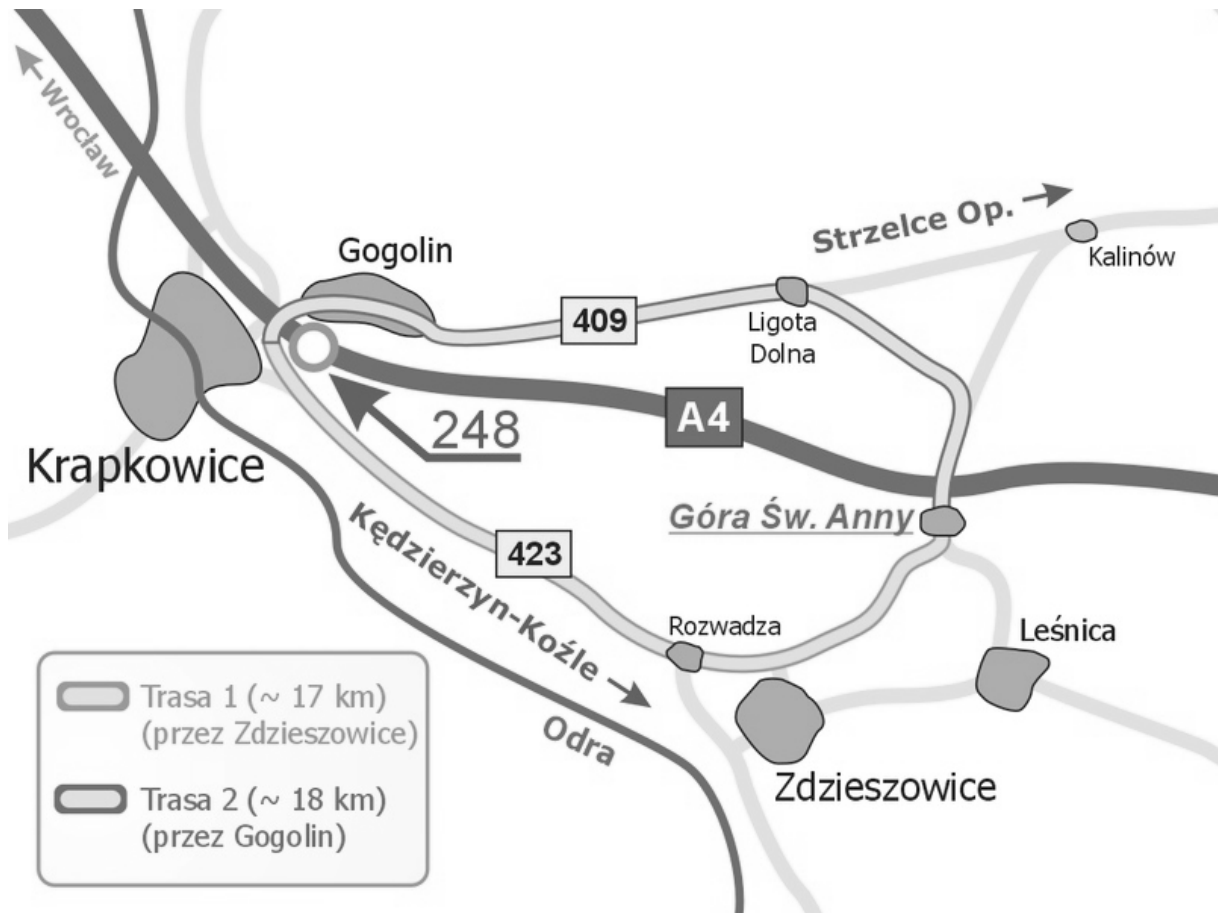 Wrocław
Gogolin
Strzelce Op.
Kalinów
409
Ligota
Dolna
A4
248
Krapkowice
Góra Św. Anny
Kędzierzyn-Koźle
423
Rozwadza
Leśnica
Odra
Zdzieszowice
Trasa 1 (~ 17 km)
(przez Zdzieszowice)
Trasa 2 (~ 18 km)
(przez Gogolin)